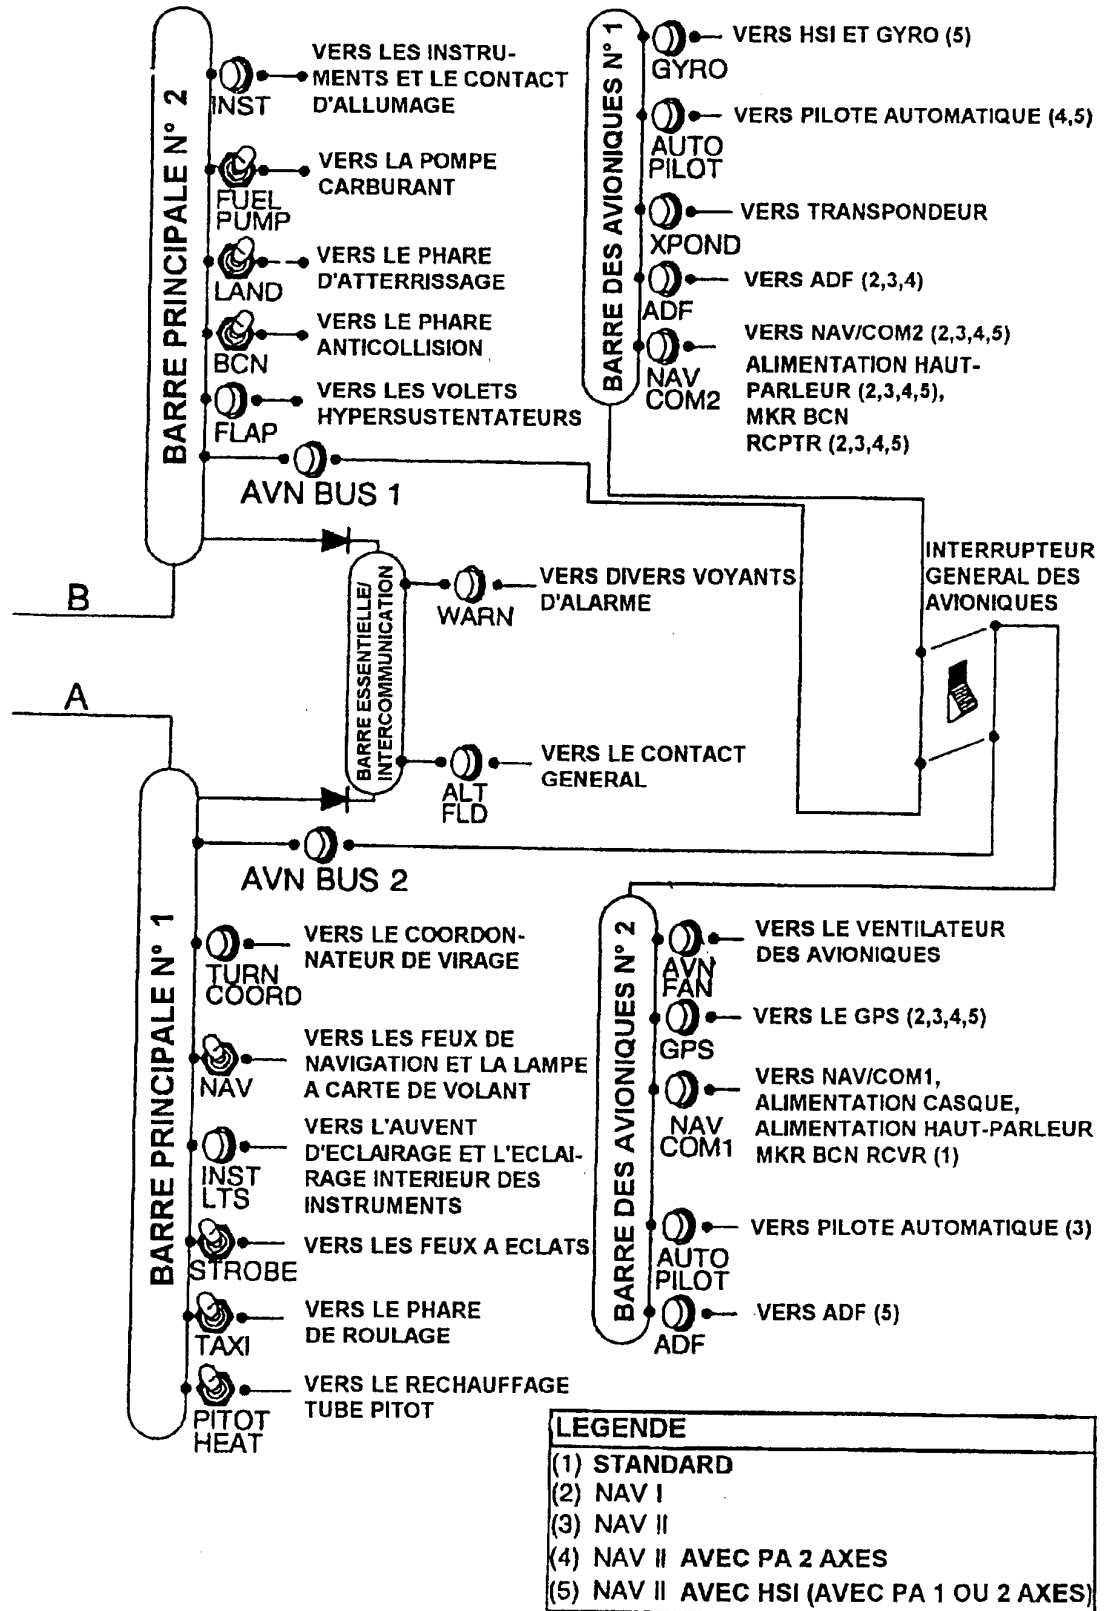 BARRE PRINCIPALE N° 2
INST
VERS LES INSTRU-
MENTS ET LE CONTACT
D'ALLUMAGE
FUEL
PUMP
VERS LA POMPE
CARBURANT
LAND
VERS LE PHARE
D'ATTERRISSAGE
BCN
VERS LE PHARE
ANTICOLLISION
FLAP
VERS LES VOLETS
HYPERSUSTENTATEURS
AVN BUS 1
BARRE DES AVIONIQUES N° 1
GYRO
VERS HSI ET GYRO (5)
AUTO
PILOT
VERS PILOTE AUTOMATIQUE (4,5)
XPOND
VERS TRANSPONDEUR
ADF
VERS ADF (2,3,4)
NAV
COM2
VERS NAV/COM2 (2,3,4,5)
ALIMENTATION HAUT-
PARLEUR (2,3,4,5),
MKR BCN
RCPTR (2,3,4,5)
B
A
BARRE ESSENTIELLE/
INTERCOMMUNICATION
WARN
VERS DIVERS VOYANTS
D'ALARME
ALT
FLD
VERS LE CONTACT
GENERAL
INTERRUPTEUR
GENERAL DES
AVIONIQUES
BARRE PRINCIPALE N° 1
AVN BUS 2
TURN
COORD
VERS LE COORDON-
NATEUR DE VIRAGE
NAV
VERS LES FEUX DE
NAVIGATION ET LA LAMPE
A CARTE DE VOLANT
INST
LTS
VERS L'AUVENT
D'ECLAIRAGE ET L'ECLAI-
RAGE INTERIEUR DES
INSTRUMENTS
STROBE
VERS LES FEUX A ECLATS
TAXI
VERS LE PHARE
DE ROULAGE
PITOT
HEAT
VERS LE RECHAUFFAGE
TUBE PITOT
BARRE DES AVIONIQUES N° 2
AVN
FAN
VERS LE VENTILATEUR
DES AVIONIQUES
GPS
VERS LE GPS (2,3,4,5)
NAV
COM1
VERS NAV/COM1,
ALIMENTATION CASQUE,
ALIMENTATION HAUT-PARLEUR
MKR BCN RCVR (1)
AUTO
PILOT
VERS PILOTE AUTOMATIQUE (3)
ADF
VERS ADF (5)
LEGENDE
(1) STANDARD
(2) NAV I
(3) NAV II
(4) NAV II AVEC PA 2 AXES
(5) NAV II AVEC HSI (AVEC PA 1 OU 2 AXES)